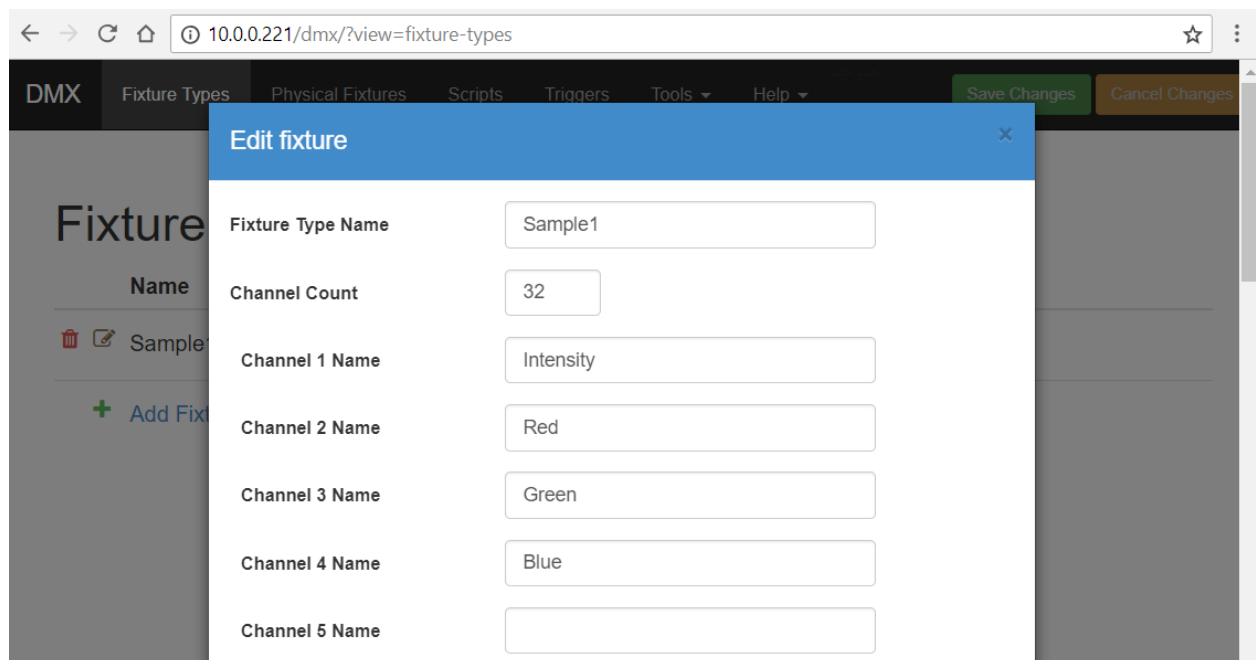 10.0.0.221/dmx/?view=fixture-types
DMX Fixture Types Physical Fixtures Scripts Triggers Tools Help Save Changes Cancel Changes
Edit fixture ×
Fixture
Fixture Type Name Sample1
Name
Channel Count 32
Sample1
Channel 1 Name Intensity
Add Fixt
Channel 2 Name Red
Channel 3 Name Green
Channel 4 Name Blue
Channel 5 Name